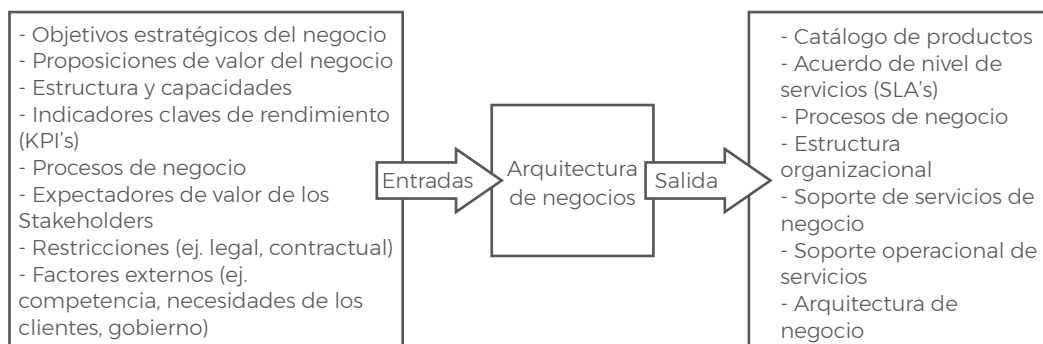 - Objetivos estratégicos del negocio
- Proposiciones de valor del negocio
- Estructura y capacidades
- Indicadores claves de rendimiento
(KPI's)
- Procesos de negocio
- Expectadores de valor de los
Stakeholders
- Restricciones (ej. legal, contractual)
- Factores externos (ej.
competencia, necesidades de los
clientes, gobierno)
Entradas
Arquitectura
de negocios
Salida
- Catálogo de productos
- Acuerdo de nivel de
servicios (SLA's)
- Procesos de negocio
- Estructura
organizacional
- Soporte de servicios de
negocio
- Soporte operacional de
servicios
- Arquitectura de
negocio